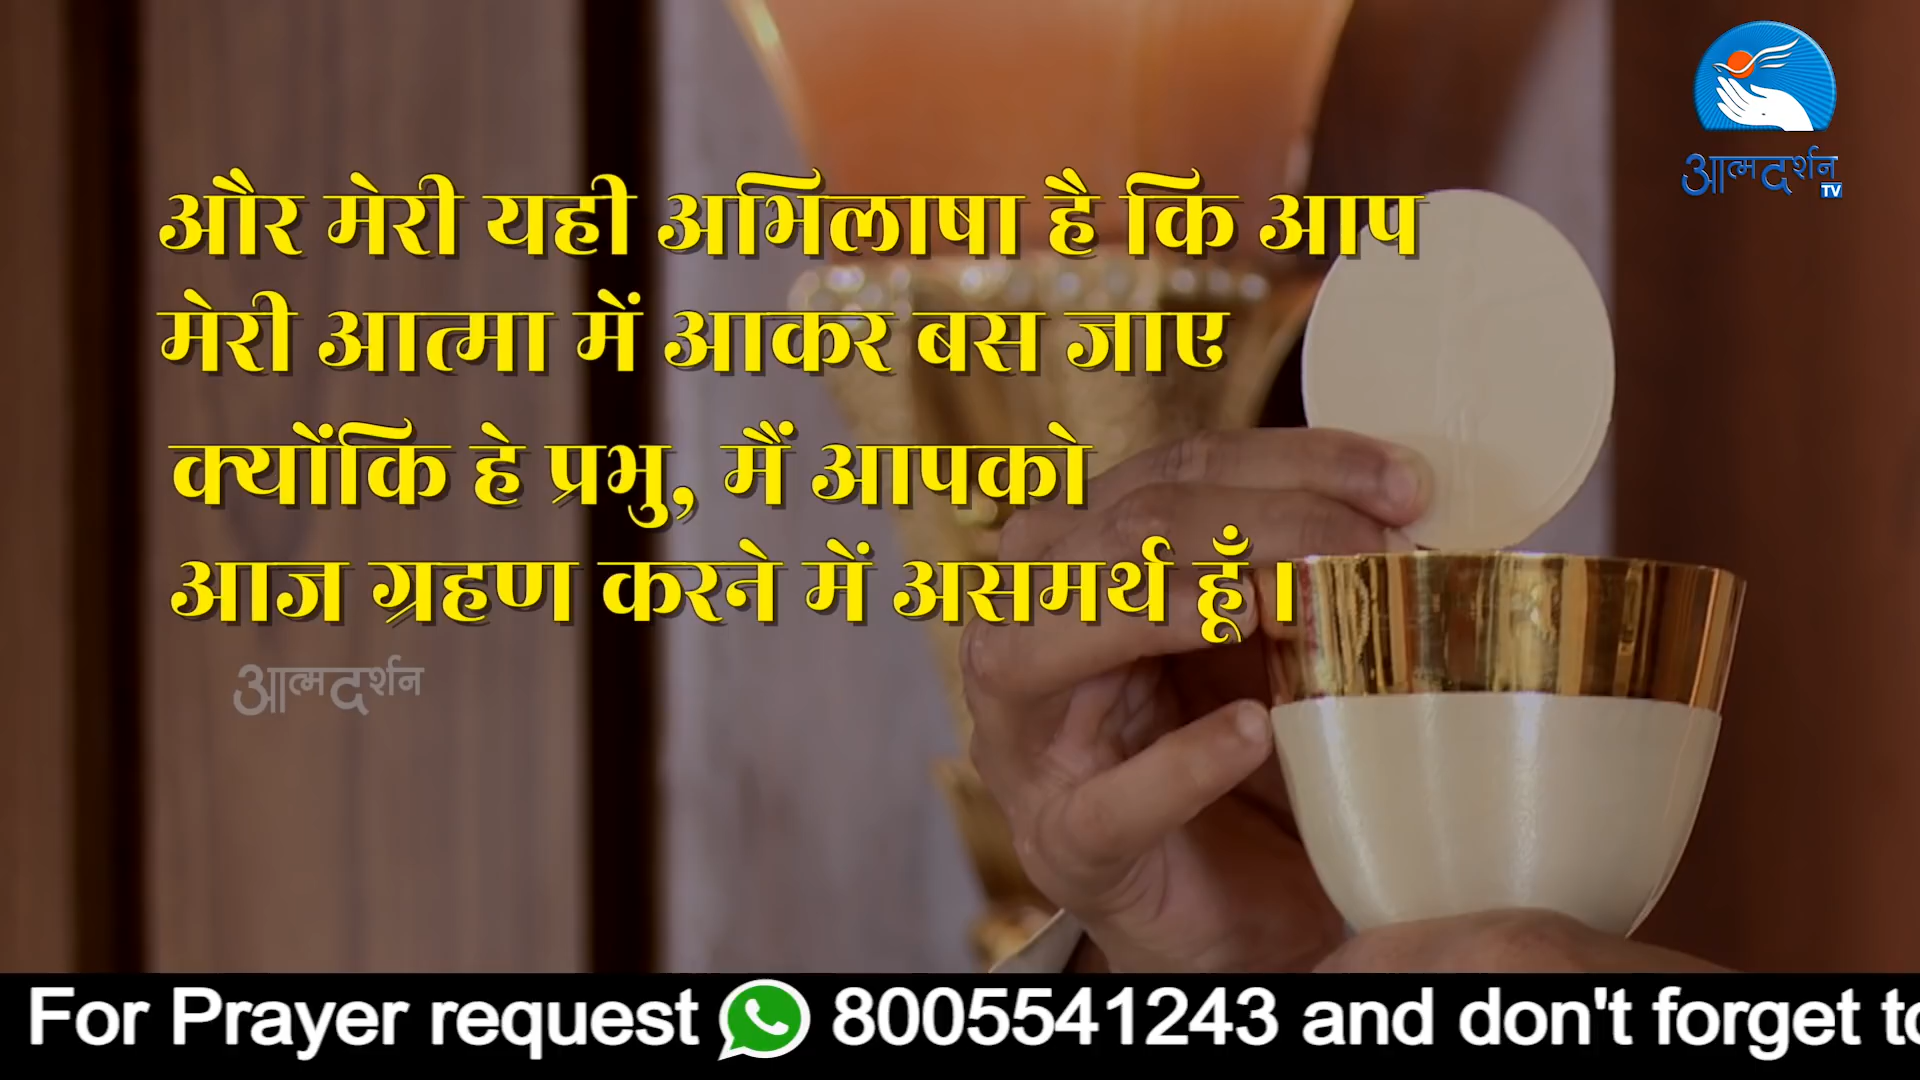 आत्मदर्शन
TV
और मेरी यही अभिलाषा है कि आप
मेरी आत्मा में आकर बस जाए
क्योंकि हे प्रभु, मैं आपको
आज ग्रहण करने में असमर्थ हूँ।
आत्मदर्शन
For Prayer request 8005541243 and don't forget to